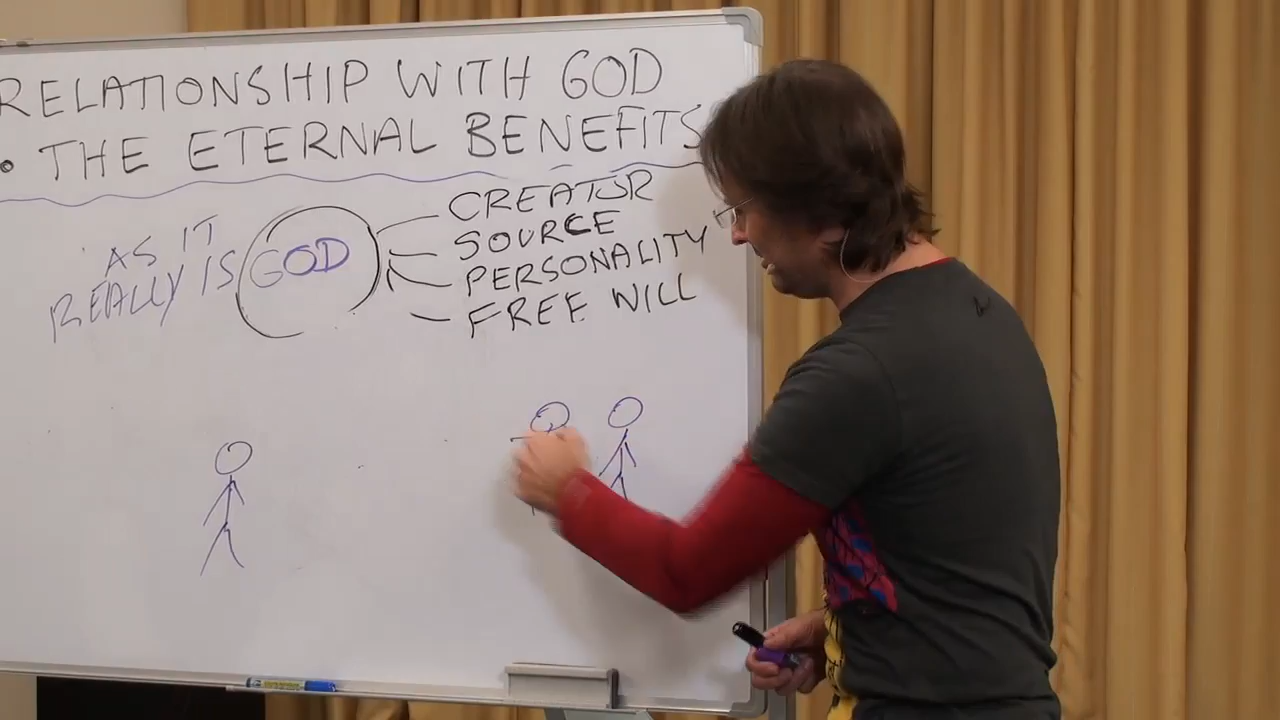 RELATIONSHIP WITH GOD
• THE ETERNAL BENEFITS
CREATOR
SOURCE
PERSONALITY
FREE WILL
AS IT
REALLY IS
GOD